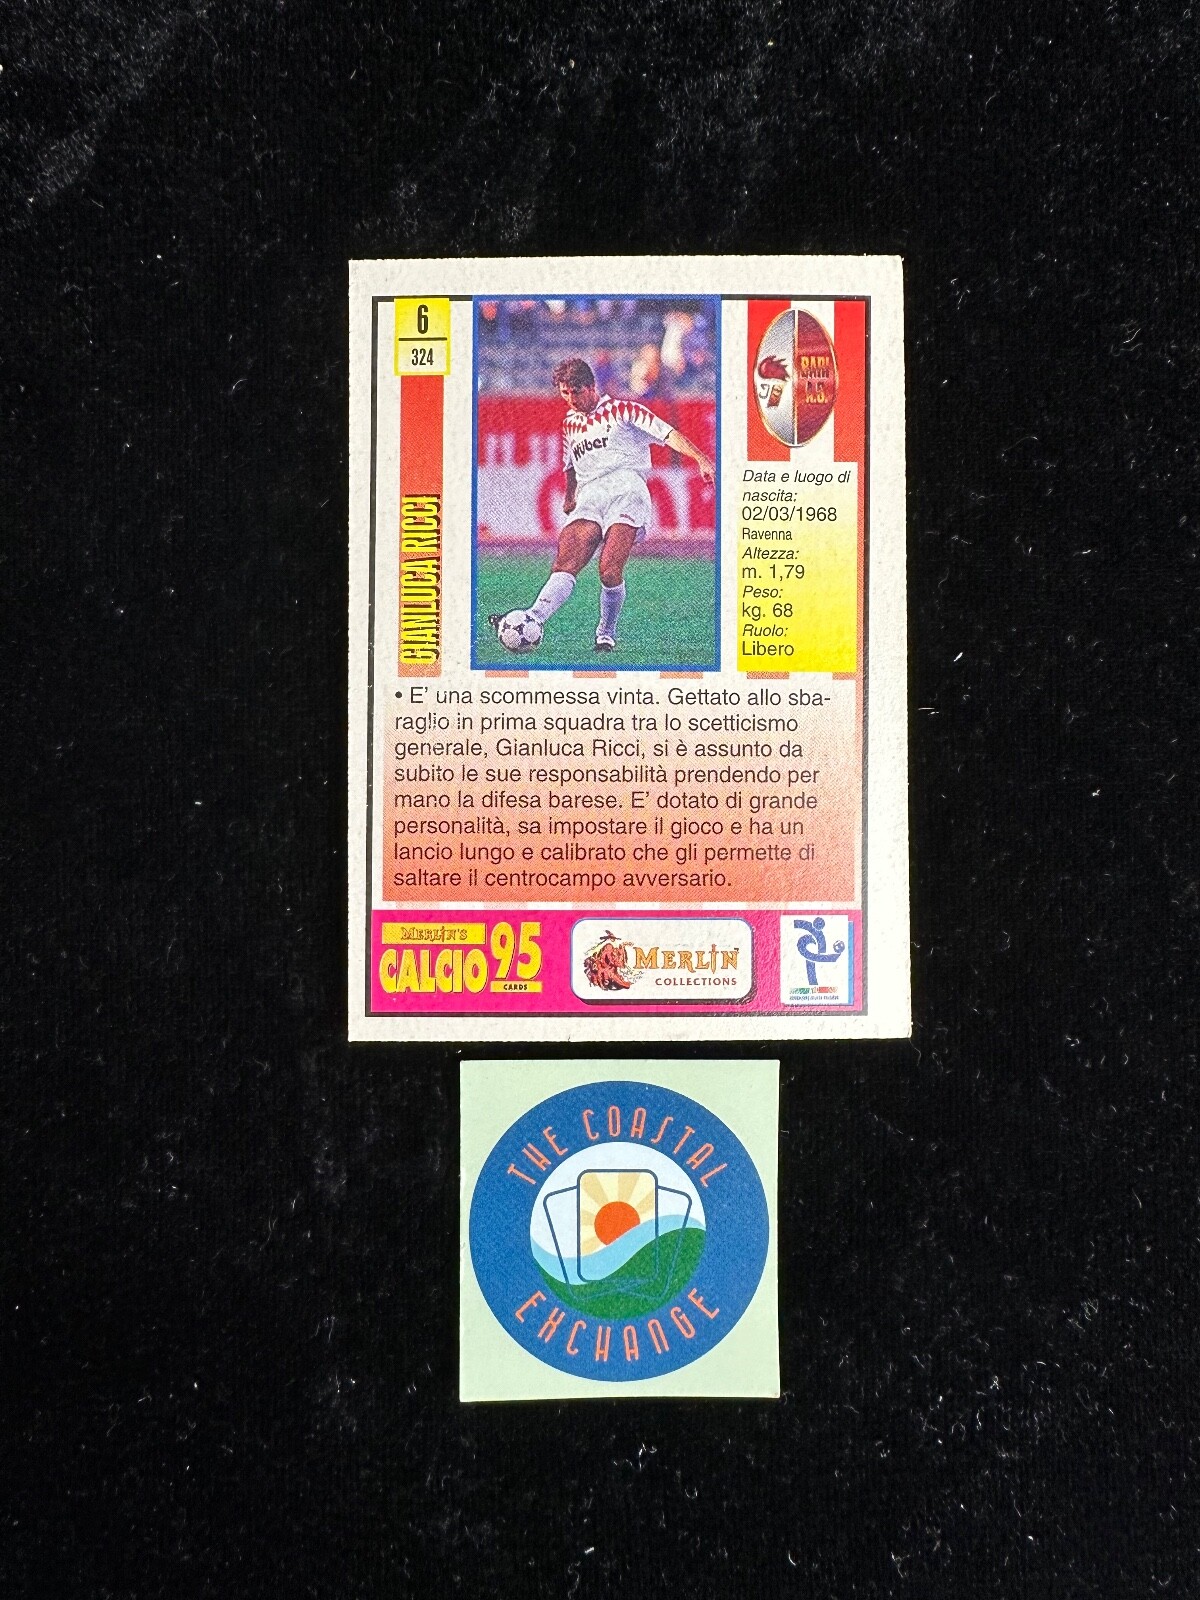 6
324
GIANLUCA RICCI
Wüber
BARI
A.S.
Data e luogo di
nascita:
02/03/1968
Ravenna
Altezza:
m. 1,79
Peso:
kg. 68
Ruolo:
Libero
• E' una scommessa vinta. Gettato allo sba-
raglio in prima squadra tra lo scetticismo
generale, Gianluca Ricci, si è assunto da
subito le sue responsabilità prendendo per
mano la difesa barese. E' dotato di grande
personalità, sa impostare il gioco e ha un
lancio lungo e calibrato che gli permette di
saltare il centrocampo avversario.
MERLIN'S
CALCIO 95
CARDS
MERLIN
COLLECTIONS
THE COASTAL
EXCHANGE